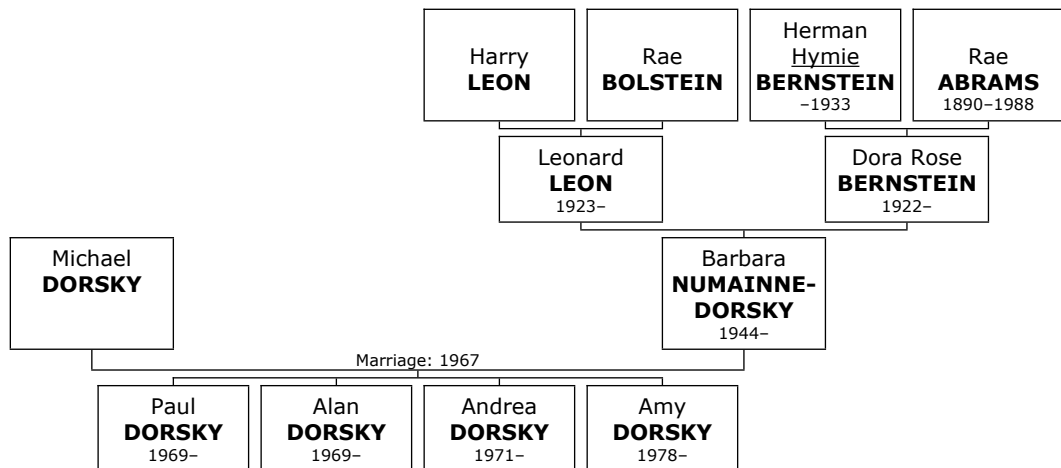 Harry
LEON
Rae
BOLSTEIN
Herman
Hymie
BERNSTEIN
–1933
Rae
ABRAMS
1890–1988
Leonard
LEON
1923–
Dora Rose
BERNSTEIN
1922–
Michael
DORSKY
Barbara
NUMAINNE-
DORSKY
1944–
Marriage: 1967
Paul
DORSKY
1969–
Alan
DORSKY
1969–
Andrea
DORSKY
1971–
Amy
DORSKY
1978–